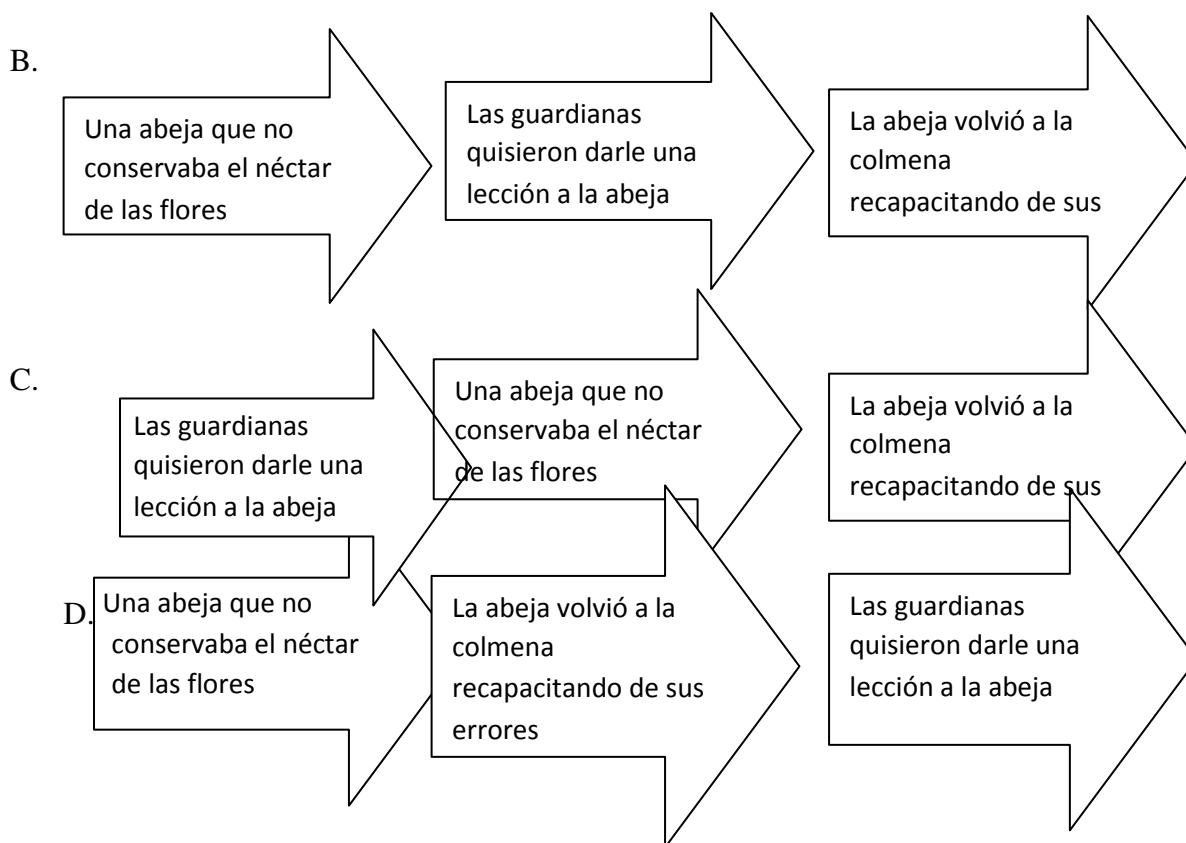 B.
Una abeja que no
conservaba el néctar
de las flores
Las guardianas
quisieron darle una
lección a la abeja
La abeja volvió a la
colmena
recapacitando de sus
C.
Las guardianas
quisieron darle una
lección a la abeja
Una abeja que no
conservaba el néctar
de las flores
La abeja volvió a la
colmena
recapacitando de sus
D.
Una abeja que no
conservaba el néctar
de las flores
La abeja volvió a la
colmena
recapacitando de sus
errores
Las guardianas
quisieron darle una
lección a la abeja